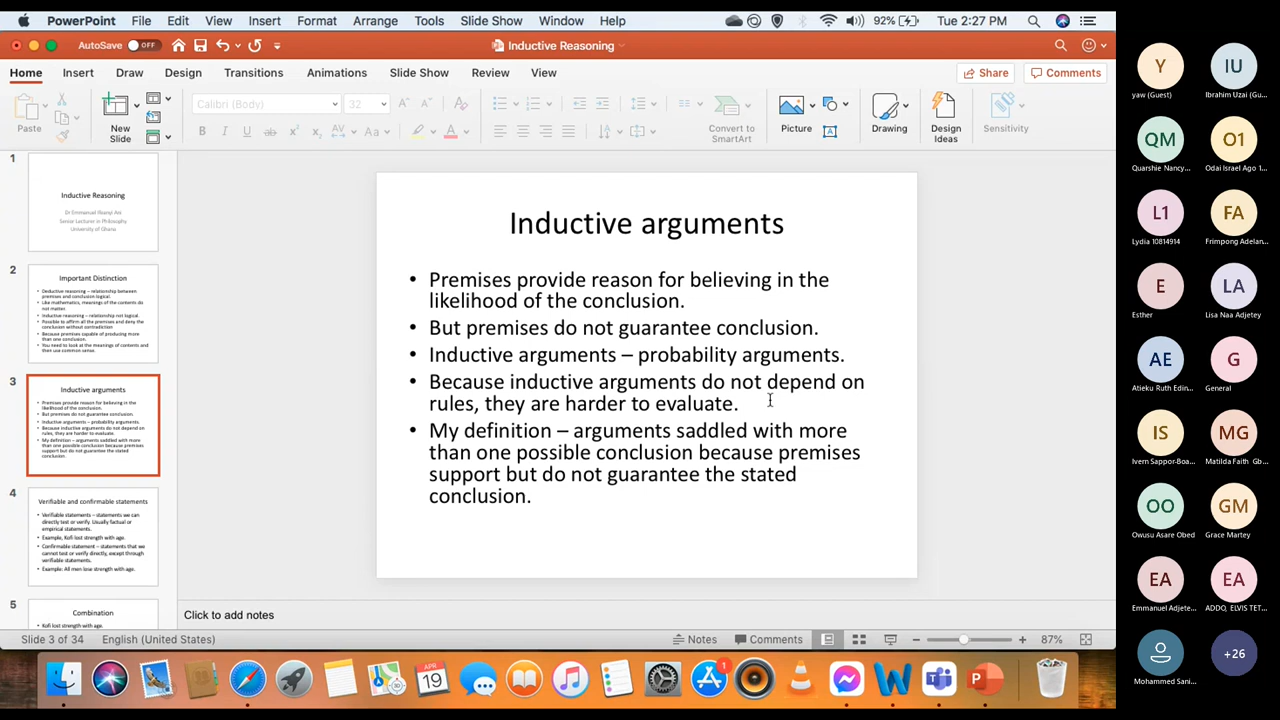 PowerPoint File Edit View Insert Format Arrange Tools Slide Show Window Help 92% Tue 2:27 PM
AutoSave OFF Inductive Reasoning
Home Insert Draw Design Transitions Animations Slide Show Review View Share Comments
Calibri (Body) 32
Paste New Slide Convert to SmartArt Picture Drawing Design Ideas Sensitivity
1
Inductive Reasoning
Senior Lecturer in Philosophy
University of Ghana
2
Important Distinction
Deductive reasoning – relationship between
premises and conclusion logical.
Like mathematics, meanings of the contents do
not matter.
Inductive reasoning – relationship not logical.
Possible to affirm all the premises and deny the
conclusion without contradiction
Because premises capable of producing more
than one conclusion.
You need to look at the meanings of contents and
then use common sense.
3
Inductive arguments
Premises provide reason for believing in the
likelihood of the conclusion.
But premises do not guarantee conclusion.
Inductive arguments – probability arguments.
Because inductive arguments do not depend on
rules, they are harder to evaluate.
My definition – arguments saddled with more
than one possible conclusion because premises
support but do not guarantee the stated
conclusion.
4
Verifiable and confirmable statements
Verifiable statements – statements we can
directly test or verify. Usually factual or
empirical statements.
Example, Kofi lost strength with age.
Confirmable statement – statements that we
cannot test or verify directly, except through
verifiable statements.
Example: All men lose strength with age.
5
Combination
Kofi lost strength with age.
Inductive arguments
• Premises provide reason for believing in the
likelihood of the conclusion.
• But premises do not guarantee conclusion.
• Inductive arguments – probability arguments.
• Because inductive arguments do not depend on
rules, they are harder to evaluate.
• My definition – arguments saddled with more
than one possible conclusion because premises
support but do not guarantee the stated
conclusion.
Click to add notes
Slide 3 of 34 English (United States) Notes Comments 87%
APR
19
1
Y IU
yaw (Guest) Ibrahim Uzai (Gu...
QM O1
Quarshie Nancy... Odai Israel Ago 1...
L1 FA
Lydia 10814914 Frimpong Adelan...
E LA
Esther Lisa Naa Adjetey
AE G
Atieku Ruth Edin... General
IS MG
Ivern Sappor-Boa... Matilda Faith Gb...
OO GM
Owusu Asare Obed Grace Martey
EA EA
Emmanuel Adjete... ADDO, ELVIS TET...
+26
Mohammed Sani...